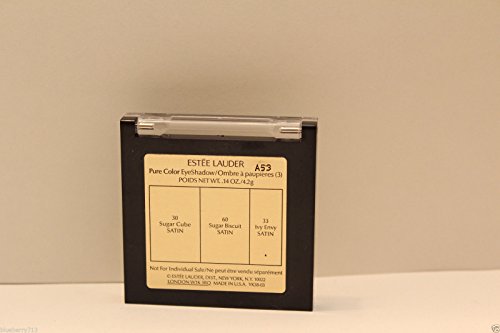 ESTĒE LAUDER A53
Pure Color EyeShadow/Ombre à paupières (3)
POIDS NET WT. .14 OZ./4.2g
30
Sugar Cube
SATIN
60
Sugar Biscuit
SATIN
33
Ivy Envy
SATIN
Not For Individual Sale/Ne peut être vendu séparément
©ESTĒE LAUDER, DIST. NEW YORK, N.Y. 10022
LONDON W1K 3BQ MADE IN U.S.A.
blueberry713